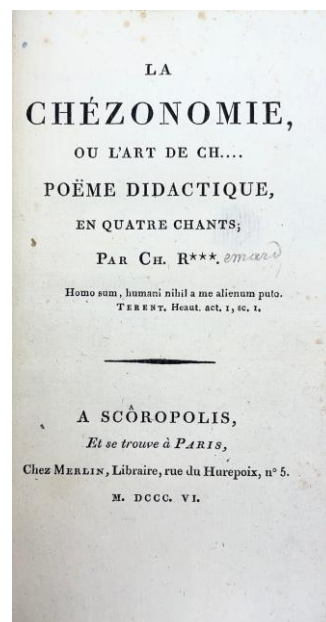 LA
CHÉZONOMIE,
OU L'ART DE CH....
POËME DIDACTIQUE,
EN QUATRE CHANTS;
PAR CH. R***. emard
Homo sum, humani nihil a me alienum puto.
TERENT. Heaut. act. 1, sc. 1.
A SCÔROPOLIS,
Et se trouve à PARIS,
Chez MERLIN, Libraire, rue du Hurepoix, n° 5.
M. DCCC. VI.